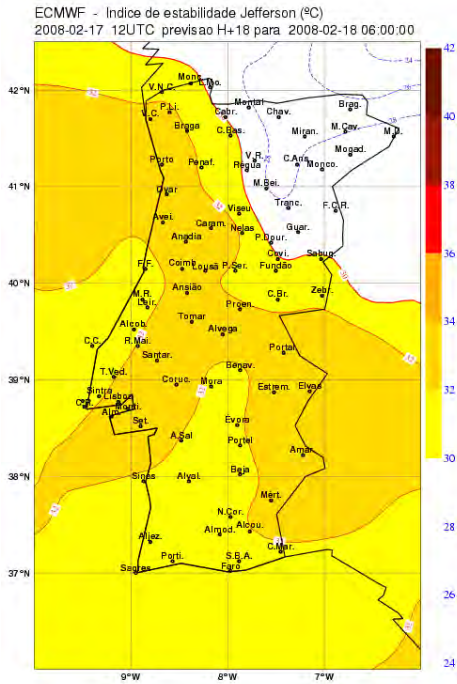 ECMWF - Indice de estabilidade Jefferson (ºC)
2008-02-17 12UTC previsao H+18 para 2008-02-18 06:00:00
42
42°N
Monc.
V.N.C.
Montal
Brag.
V.C.
P.Li.
Cabr.
Chav.
40
Braga
C.Bas.
Miran.
M.Cav.
M.D.
Mogad.
V.R.
Porto
Penaf.
Regua
C.Ans.
Monco.
41°N
M.Bei.
38
Ovar
Viseu
Tranc.
F.C.R.
Avei.
Caram.
Nelas
Guar.
Anadia
P.Dour.
Covi.
Sabug.
36
F.F.
Coimb.
Lousã
P.Ser.
Fundão
40°N
Ansião
M.R.
Leir.
C.Br.
Zebr.
Proen.
34
Alcob.
Tomar
Alvega
C.C.
R.Mai.
Portal.
Santar.
39°N
T.Ved.
Benav.
32
Coruc.
Mora
Estrem.
Elvas
Sintra
Lisboa
C.R.
Monti.
Alm.
Set.
Evora
A.Sal
Portel
Amar.
30
38°N
Sines
Alval.
Beja
Mert.
N.Cor.
28
Almod.
Alcou.
Aljez.
C.Mar.
Porti.
S.B.A.
37°N
Sagres
Faro
26
24
9°W
8°W
7°W